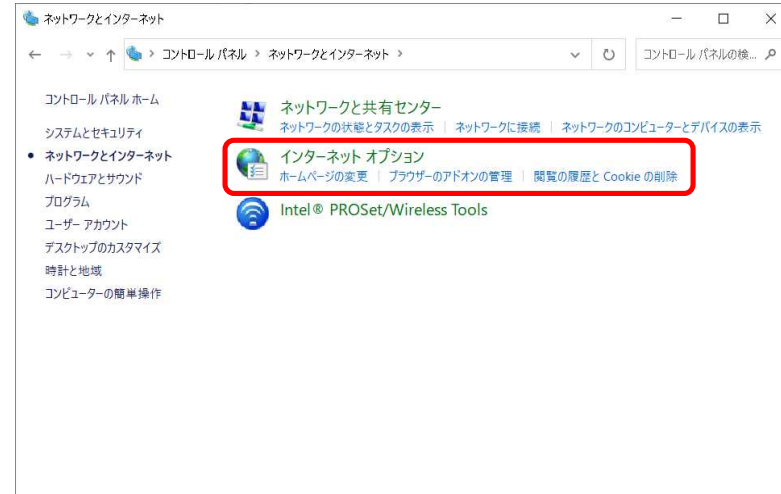 ネットワークとインターネット
コントロール パネル > ネットワークとインターネット >
コントロール パネルの検...
コントロール パネル ホーム
システムとセキュリティ
• ネットワークとインターネット
ハードウェアとサウンド
プログラム
ユーザー アカウント
デスクトップのカスタマイズ
時計と地域
コンピューターの簡単操作
ネットワークと共有センター
ネットワークの状態とタスクの表示 | ネットワークに接続 | ネットワークのコンピューターとデバイスの表示
インターネット オプション
ホームページの変更 | ブラウザーのアドオンの管理 | 閲覧の履歴と Cookie の削除
Intel® PROSet/Wireless Tools